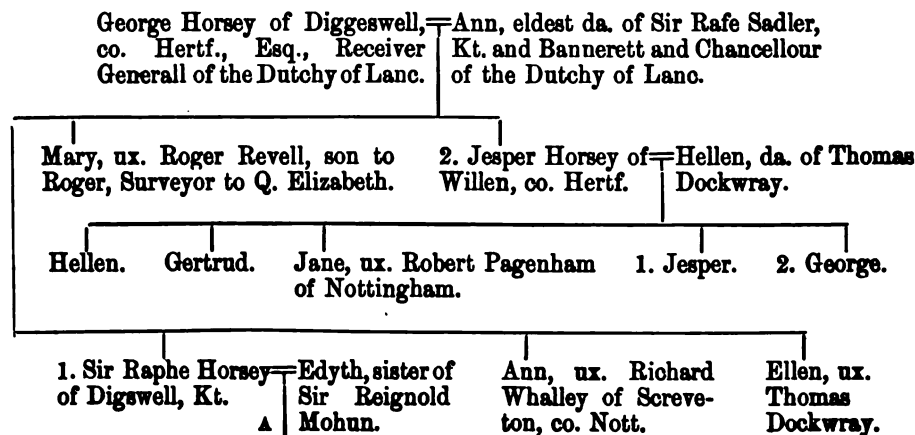 George Horsey of Diggeswell,
co. Hertf., Esq., Receiver
Generall of the Dutchy of Lanc.
Ann, eldest da. of Sir Rafe Sadler,
Kt. and Bannerett and Chancellour
of the Dutchy of Lanc.
Mary, ux. Roger Revell, son to
Roger, Surveyor to Q. Elizabeth.
2. Jesper Horsey of
Willen, co. Hertf.
Hellen, da. of Thomas
Dockwray.
Hellen.
Gertrud.
Jane, ux. Robert Pagenham
of Nottingham.
1. Jesper.
2. George.
1. Sir Raphe Horsey
of Digswell, Kt.
A
Edyth, sister of
Sir Reignold
Mohun.
Ann, ux. Richard
Whalley of Screve-
ton, co. Nott.
Ellen, ux.
Thomas
Dockwray.